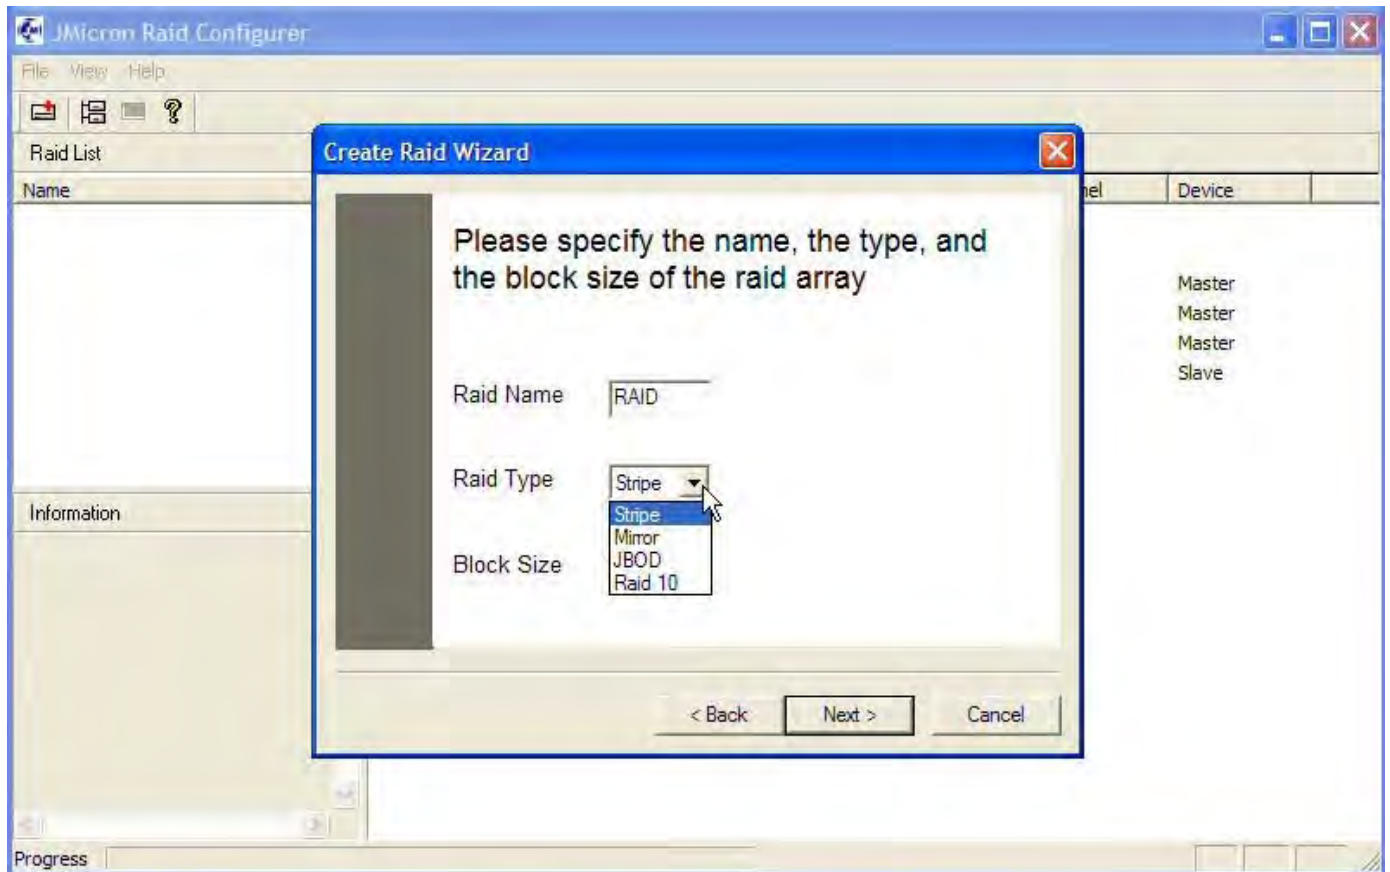 JMicron Raid Configurer
File View Help
Raid List
Name
nel Device
Master
Master
Master
Slave
Information
Create Raid Wizard
Please specify the name, the type, and
the block size of the raid array
Raid Name RAID
Raid Type Stripe
Stripe
Mirror
JBOD
Raid 10
Block Size
< Back Next > Cancel
Progress